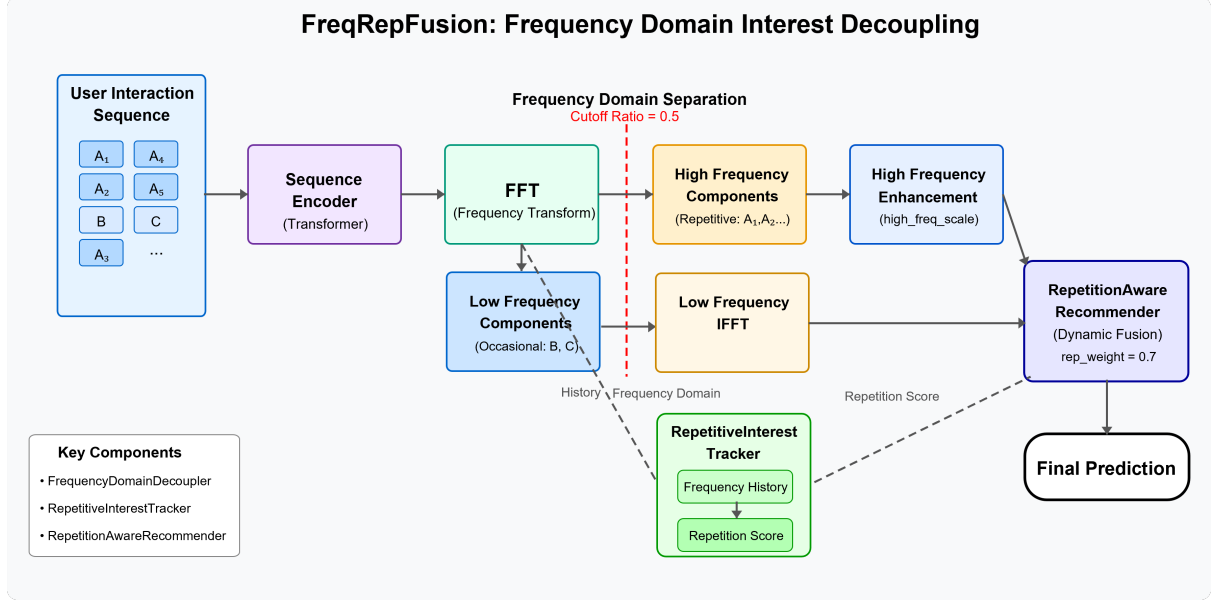 FreqRepFusion: Frequency Domain Interest Decoupling
User Interaction
Sequence
A₁ A₄
A₂ A₅
B C
A₃ ...
Sequence
Encoder
(Transformer)
FFT
(Frequency Transform)
Frequency Domain Separation
Cutoff Ratio = 0.5
High Frequency
Components
(Repetitive: A₁,A₂...)
High Frequency
Enhancement
(high_freq_scale)
Low Frequency
Components
(Occasional: B, C)
Low Frequency
IFFT
RepetitionAware
Recommender
(Dynamic Fusion)
rep_weight = 0.7
History
Frequency Domain
Repetition Score
RepetitiveInterest
Tracker
Frequency History
Repetition Score
Final Prediction
Key Components
• FrequencyDomainDecoupler
• RepetitiveInterestTracker
• RepetitionAwareRecommender